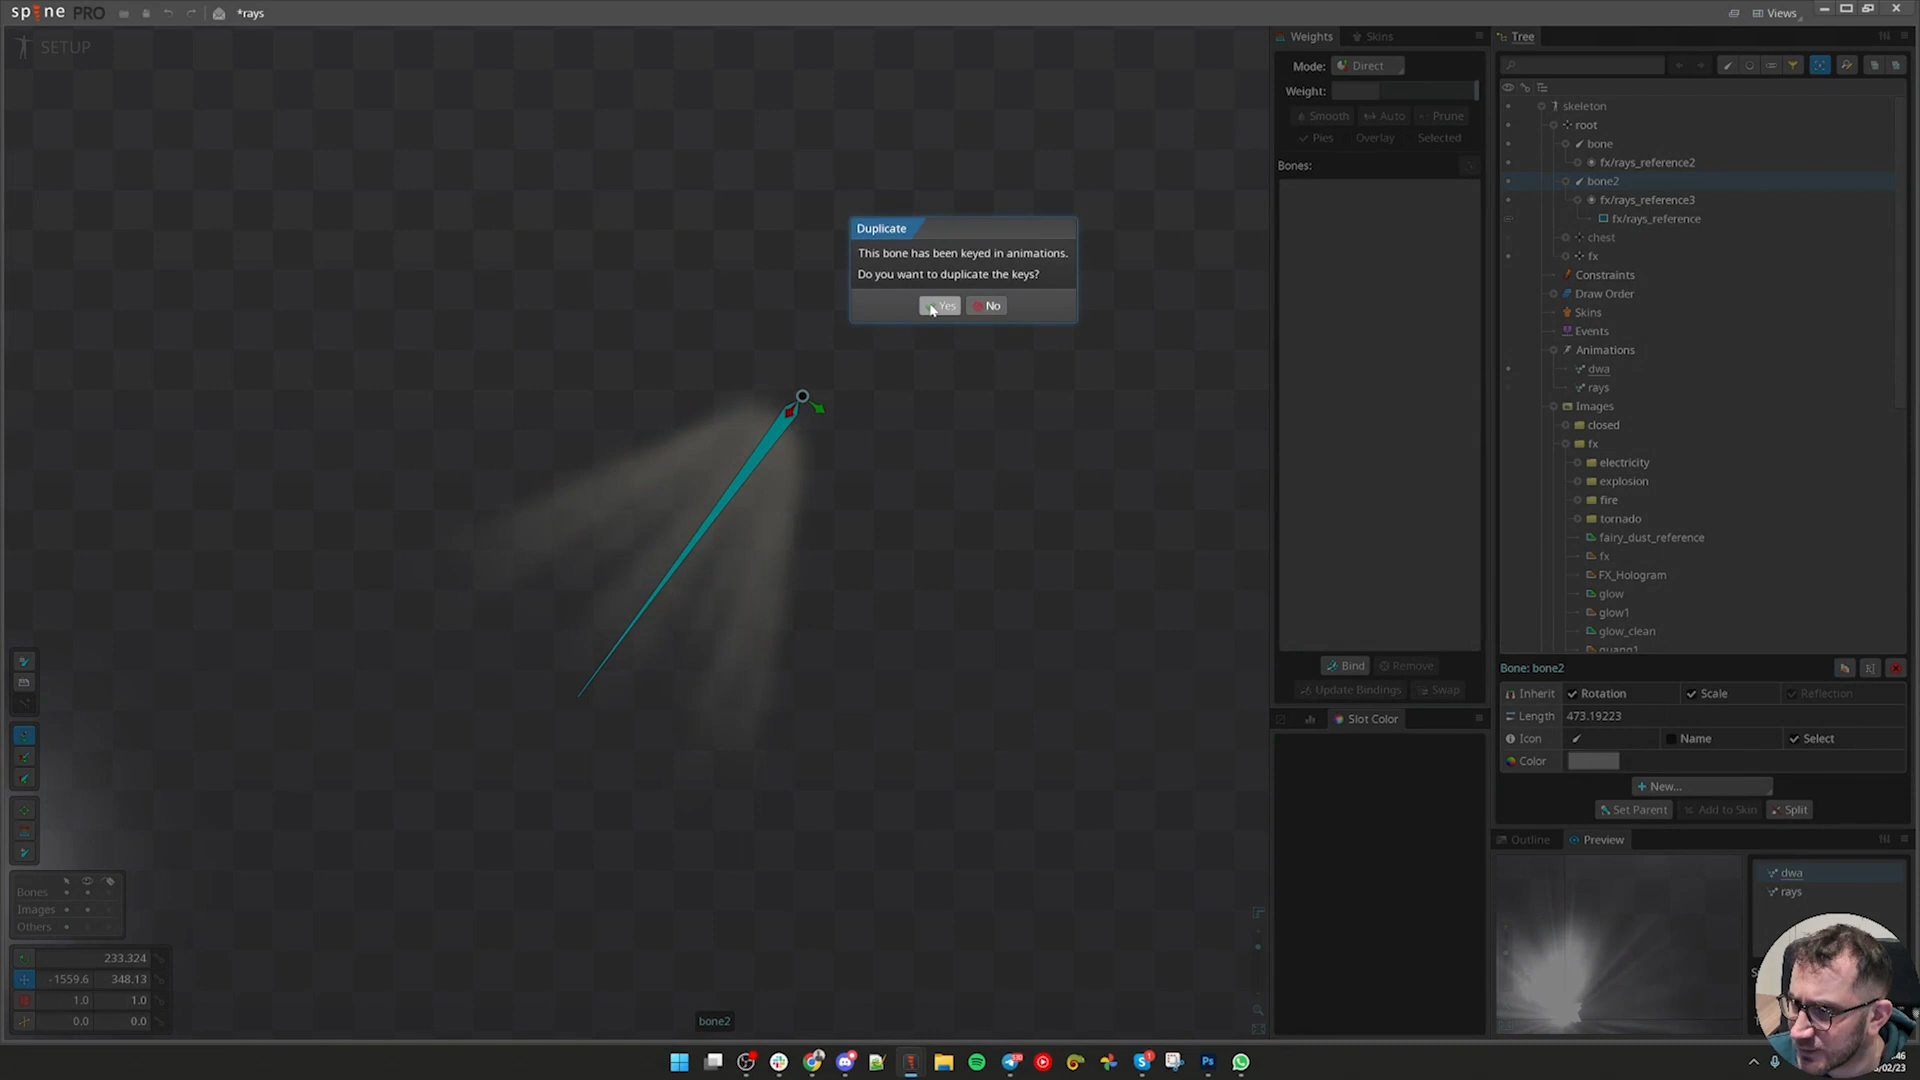 spine PRO
*rays
Views
SETUP
Weights
Skins
Tree
Mode:
Direct
Weight:
Smooth
Auto
Prune
Pies
Overlay
Selected
Bones:
Bind
Remove
Update Bindings
Swap
Slot Color
skeleton
root
bone
fx/rays_reference2
bone2
fx/rays_reference3
fx/rays_reference
chest
fx
Constraints
Draw Order
Skins
Events
Animations
dwa
rays
Images
closed
fx
electricity
explosion
fire
tornado
fairy_dust_reference
fx
FX_Hologram
glow
glow1
glow_clean
Duplicate
This bone has been keyed in animations.
Do you want to duplicate the keys?
Yes
No
Bone: bone2
Inherit
Rotation
Scale
Reflection
Length
473.19223
Icon
Name
Select
Color
New...
Set Parent
Add to Skin
Split
Outline
Preview
dwa
rays
Bones
Images
Others
233.324
-1559.6
348.13
1.0
1.0
0.0
0.0
bone2